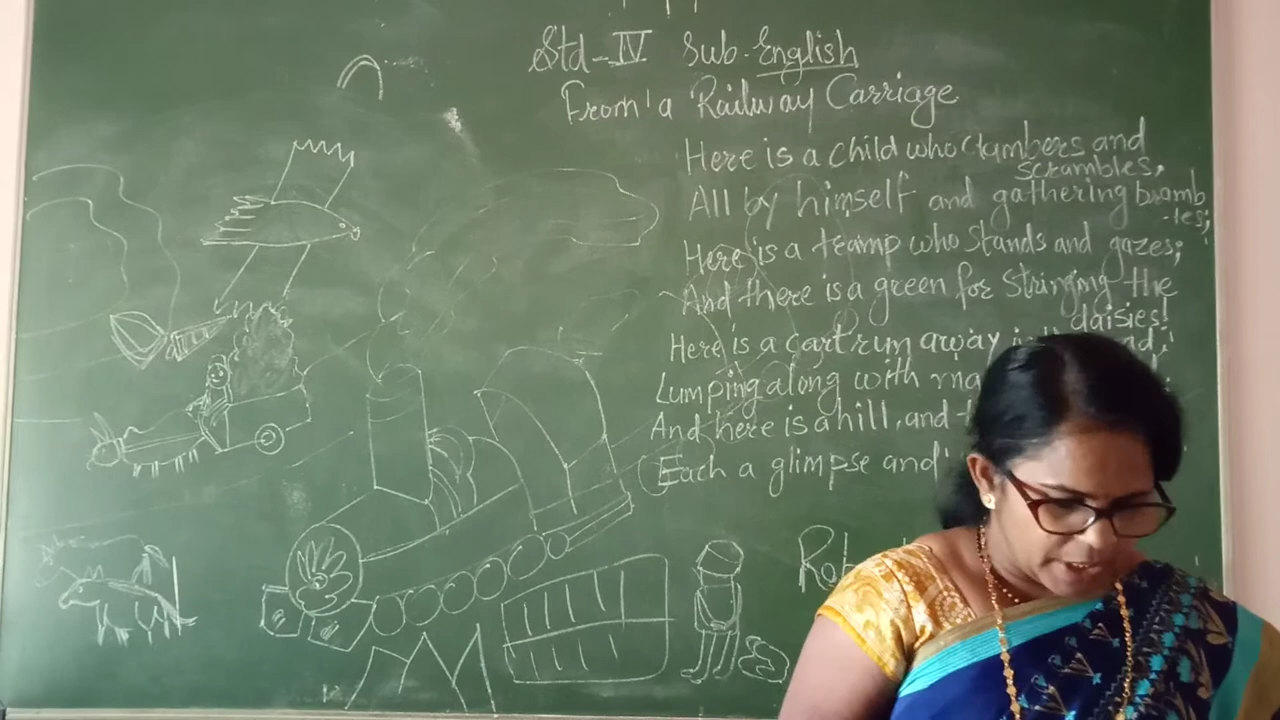 Std-IV Sub-English
From a Railway Carriage
Here is a child who clambers and
scrambles,
All by himself and gathering bramb
-les;
Here is a tramp who stands and gazes;
And there is a green for stringing the
daisies!
Here is a cart run away
Lumping along with
And here is a hill, and
Each a glimpse and